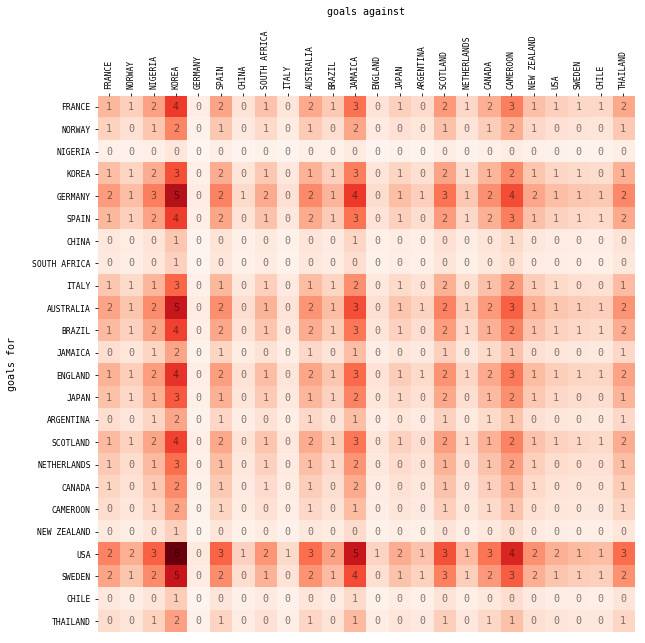 goals against
FRANCE NORWAY NIGERIA KOREA GERMANY SPAIN CHINA SOUTH AFRICA ITALY AUSTRALIA BRAZIL JAMAICA ENGLAND JAPAN ARGENTINA SCOTLAND NETHERLANDS CANADA CAMEROON NEW ZEALAND USA SWEDEN CHILE THAILAND
goals for
FRANCE 1 1 2 4 0 2 0 1 0 2 1 3 0 1 0 2 1 2 3 1 1 1 1 2
NORWAY 1 0 1 2 0 1 0 1 0 1 0 2 0 0 0 1 0 1 2 1 0 0 0 1
NIGERIA 0 0 0 0 0 0 0 0 0 0 0 0 0 0 0 0 0 0 0 0 0 0 0 0
KOREA 1 1 2 3 0 2 0 1 0 1 1 3 0 1 0 2 1 1 2 1 1 1 0 1
GERMANY 2 1 3 5 0 2 1 2 0 2 1 4 0 1 1 3 1 2 4 2 1 1 1 2
SPAIN 1 1 2 4 0 2 0 1 0 2 1 3 0 1 0 2 1 2 3 1 1 1 1 2
CHINA 0 0 0 1 0 0 0 0 0 0 0 1 0 0 0 0 0 0 1 0 0 0 0 0
SOUTH AFRICA 0 0 0 1 0 0 0 0 0 0 0 0 0 0 0 0 0 0 0 0 0 0 0 0
ITALY 1 1 1 3 0 1 0 1 0 1 1 2 0 1 0 2 0 1 2 1 1 0 0 1
AUSTRALIA 2 1 2 5 0 2 0 1 0 2 1 3 0 1 1 2 1 2 3 1 1 1 1 2
BRAZIL 1 1 2 4 0 2 0 1 0 2 1 3 0 1 0 2 1 1 2 1 1 1 1 2
JAMAICA 0 0 1 2 0 1 0 0 0 1 0 1 0 0 0 1 0 1 1 0 0 0 0 1
ENGLAND 1 1 2 4 0 2 0 1 0 2 1 3 0 1 1 2 1 2 3 1 1 1 1 2
JAPAN 1 1 1 3 0 1 0 1 0 1 1 2 0 1 0 2 0 1 2 1 1 0 0 1
ARGENTINA 0 0 1 2 0 1 0 0 0 1 0 1 0 0 0 1 0 1 1 0 0 0 0 1
SCOTLAND 1 1 2 4 0 2 0 1 0 2 1 3 0 1 0 2 1 1 2 1 1 1 1 2
NETHERLANDS 1 0 1 3 0 1 0 1 0 1 1 2 0 0 0 1 0 1 2 1 0 0 0 1
CANADA 1 0 1 2 0 1 0 1 0 1 0 2 0 0 0 1 0 1 1 1 0 0 0 1
CAMEROON 0 0 1 2 0 1 0 0 0 1 0 1 0 0 0 1 0 1 1 0 0 0 0 1
NEW ZEALAND 0 0 0 1 0 0 0 0 0 0 0 0 0 0 0 0 0 0 0 0 0 0 0 0
USA 2 2 3 0 3 1 2 1 3 2 5 1 2 1 3 1 3 4 2 2 1 1 3
SWEDEN 2 1 2 5 0 2 0 1 0 2 1 4 0 1 1 3 1 2 3 2 1 1 1 2
CHILE 0 0 0 1 0 0 0 0 0 0 0 1 0 0 0 0 0 0 0 0 0 0 0 0
THAILAND 0 0 1 2 0 1 0 0 0 1 0 1 0 0 0 1 0 1 1 0 0 0 0 1